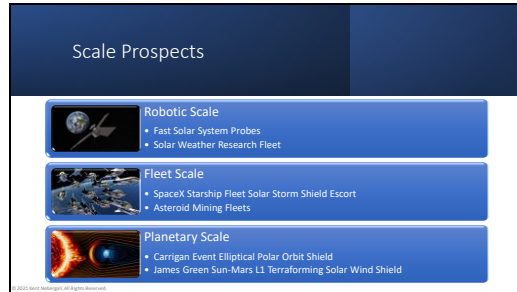 Scale Prospects
Robotic Scale
• Fast Solar System Probes
• Solar Weather Research Fleet
Fleet Scale
• SpaceX Starship Fleet Solar Storm Shield Escort
• Asteroid Mining Fleets
Planetary Scale
• Carrigan Event Elliptical Polar Orbit Shield
• James Green Sun-Mars L1 Terraforming Solar Wind Shield
© 2021 Kent Nebergall, All Rights Reserved.